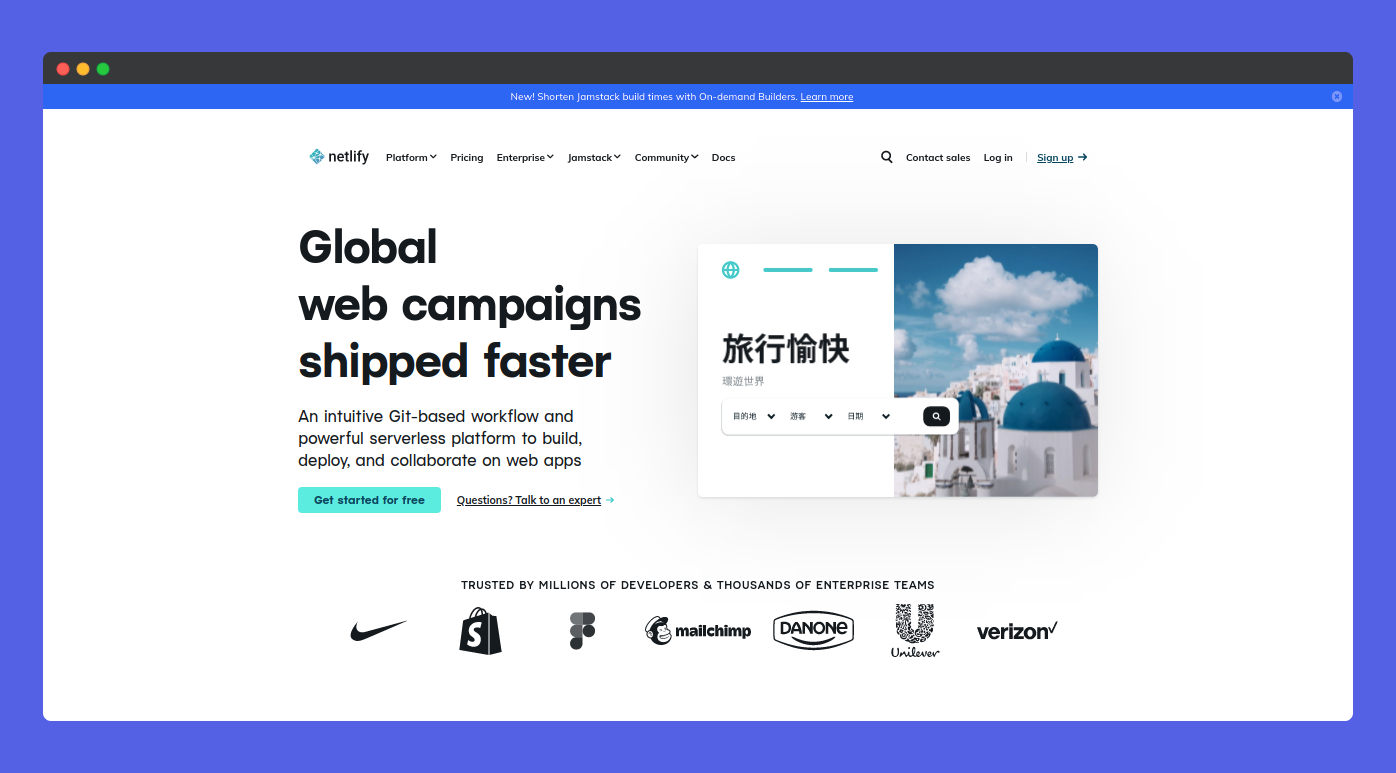 New! Shorten Jamstack build times with On-demand Builders. Learn more
netlify Platform Pricing Enterprise Jamstack Community Docs Contact sales Log in Sign up
Global
web campaigns
shipped faster
An intuitive Git-based workflow and
powerful serverless platform to build,
deploy, and collaborate on web apps
Get started for free Questions? Talk to an expert
旅行愉快
環遊世界
目的地 游客 日期
TRUSTED BY MILLIONS OF DEVELOPERS & THOUSANDS OF ENTERPRISE TEAMS
S mailchimp DANONE Unilever verizon